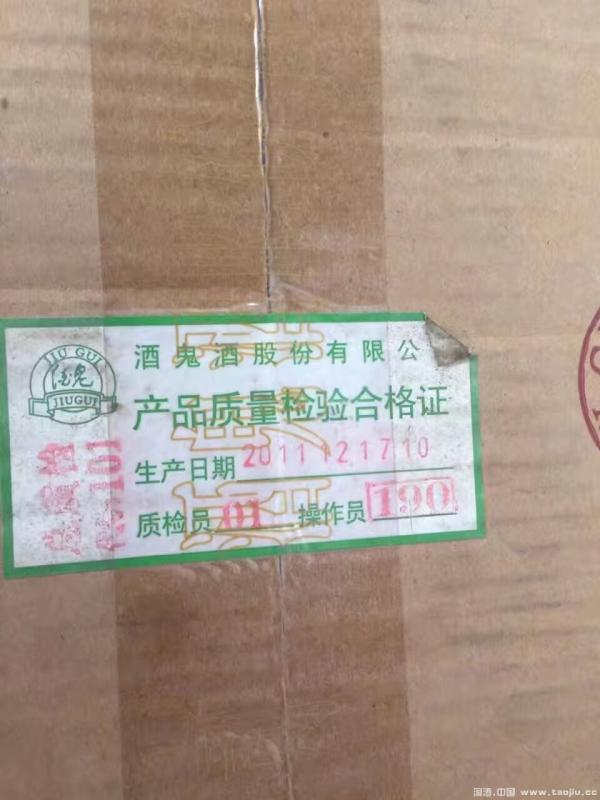 JIU GUI
酒鬼
JIUGUI
酒鬼酒股份有限公
产品质量检验合格证
生产日期 2011 12 17 10
质检员 01 操作员 190
淘酒.中国 www.taojiu.cc